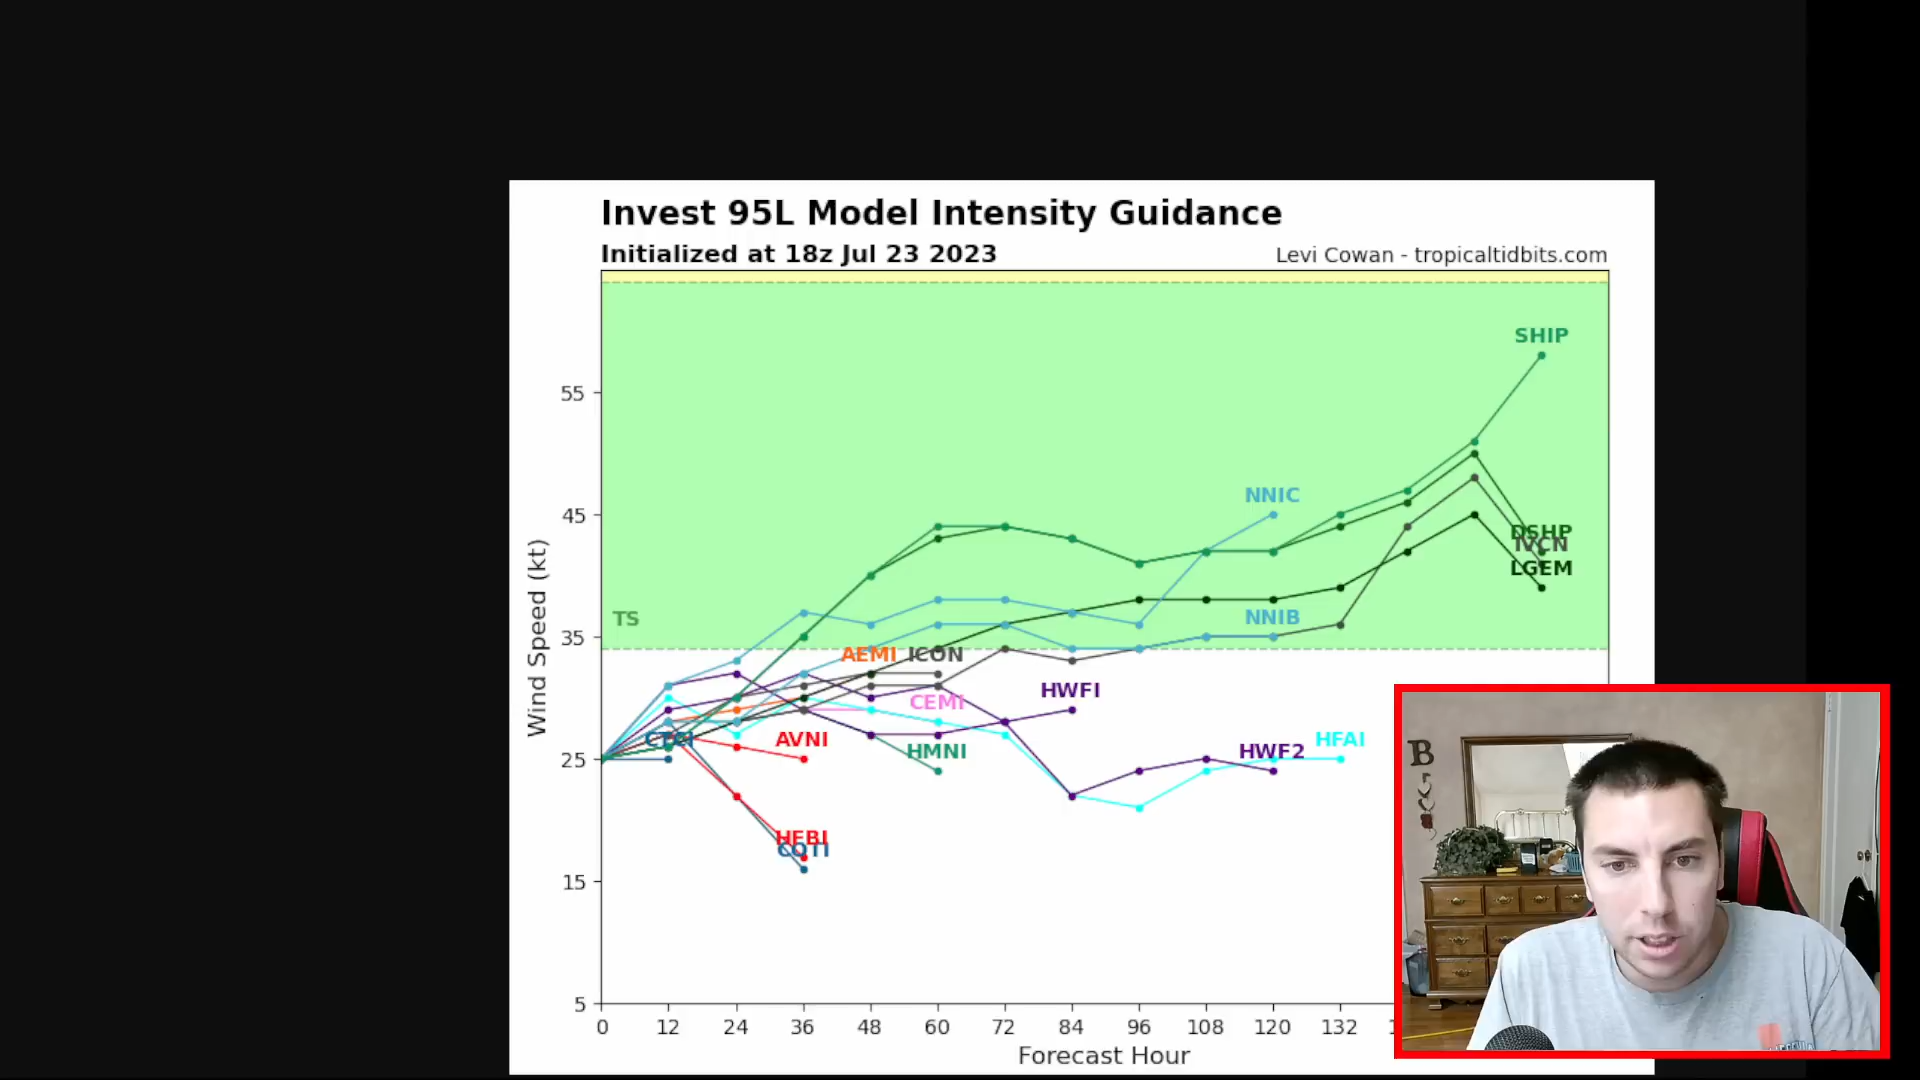 Invest 95L Model Intensity Guidance
Initialized at 18z Jul 23 2023
Levi Cowan - tropicaltidbits.com
SHIP
55
NNIC
45
DSHP
IVCN
LGEM
TS
NNIB
35
AEMI
ICON
HWFI
CEMI
CTCI
AVNI
HMNI
HWF2
HFAI
25
HFBI
COTI
15
5
0 12 24 36 48 60 72 84 96 108 120 132
Wind Speed (kt)
Forecast Hour
B